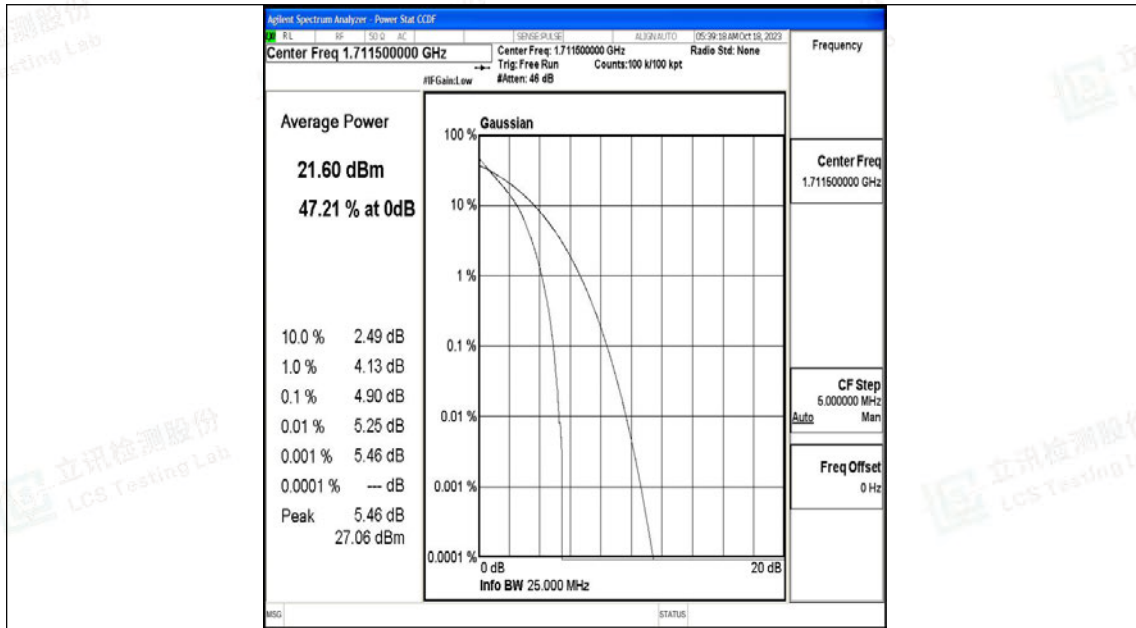 Agilent Spectrum Analyzer - Power Stat CCDF
RL RF 50 Ω AC SENSE:PULSE ALIGNAUTO 05:39:18 AM Oct 18, 2023
Center Freq 1.711500000 GHz
Center Freq: 1.711500000 GHz
Radio Std: None
Trig: Free Run
Counts:100 k/100 kpt
#IFGain:Low
#Atten: 46 dB
Frequency
Average Power
21.60 dBm
47.21 % at 0dB
10.0 % 2.49 dB
1.0 % 4.13 dB
0.1 % 4.90 dB
0.01 % 5.25 dB
0.001 % 5.46 dB
0.0001 % --- dB
Peak 5.46 dB
27.06 dBm
Gaussian
100 %
10 %
1 %
0.1 %
0.01 %
0.001 %
0.0001 %
0 dB
20 dB
Info BW 25.000 MHz
Center Freq
1.711500000 GHz
CF Step
5.000000 MHz
Auto Man
Freq Offset
0 Hz
MSG
STATUS
立讯检测股份
LCS Testing Lab
立讯检测股份